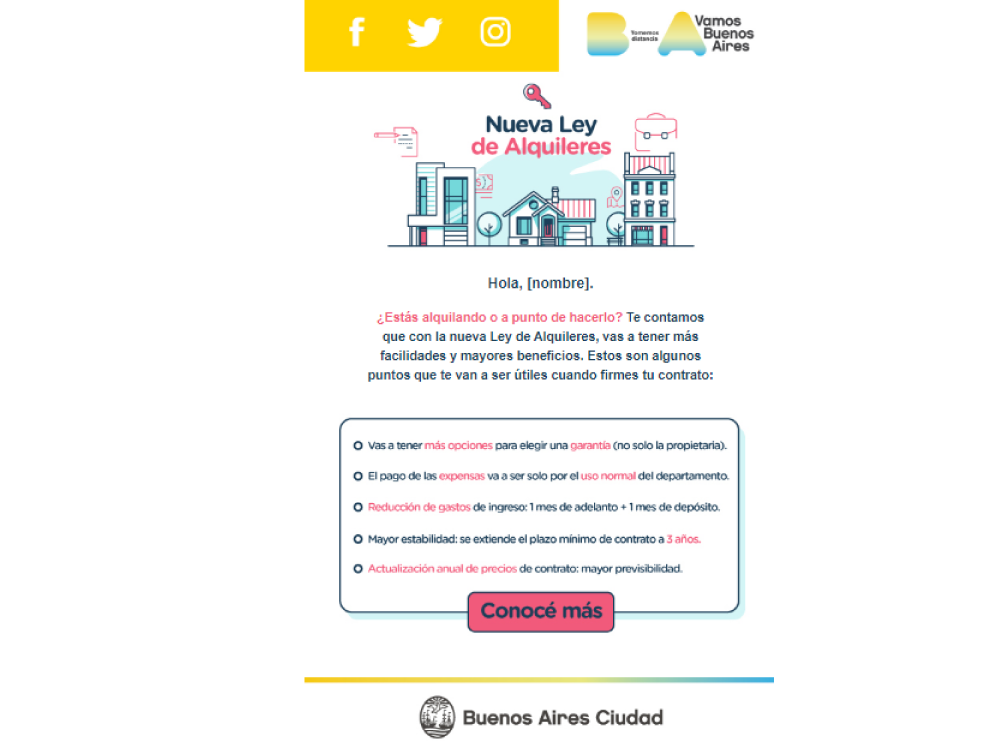 Tomemos
distancia
Vamos
Buenos
Aires
Nueva Ley
de Alquileres
Hola, [nombre].
¿Estás alquilando o a punto de hacerlo? Te contamos
que con la nueva Ley de Alquileres, vas a tener más
facilidades y mayores beneficios. Estos son algunos
puntos que te van a ser útiles cuando firmes tu contrato:
Vas a tener más opciones para elegir una garantía (no solo la propietaria).
El pago de las expensas va a ser solo por el uso normal del departamento.
Reducción de gastos de ingreso: 1 mes de adelanto + 1 mes de depósito.
Mayor estabilidad: se extiende el plazo mínimo de contrato a 3 años.
Actualización anual de precios de contrato: mayor previsibilidad.
Conocé más
Buenos Aires Ciudad